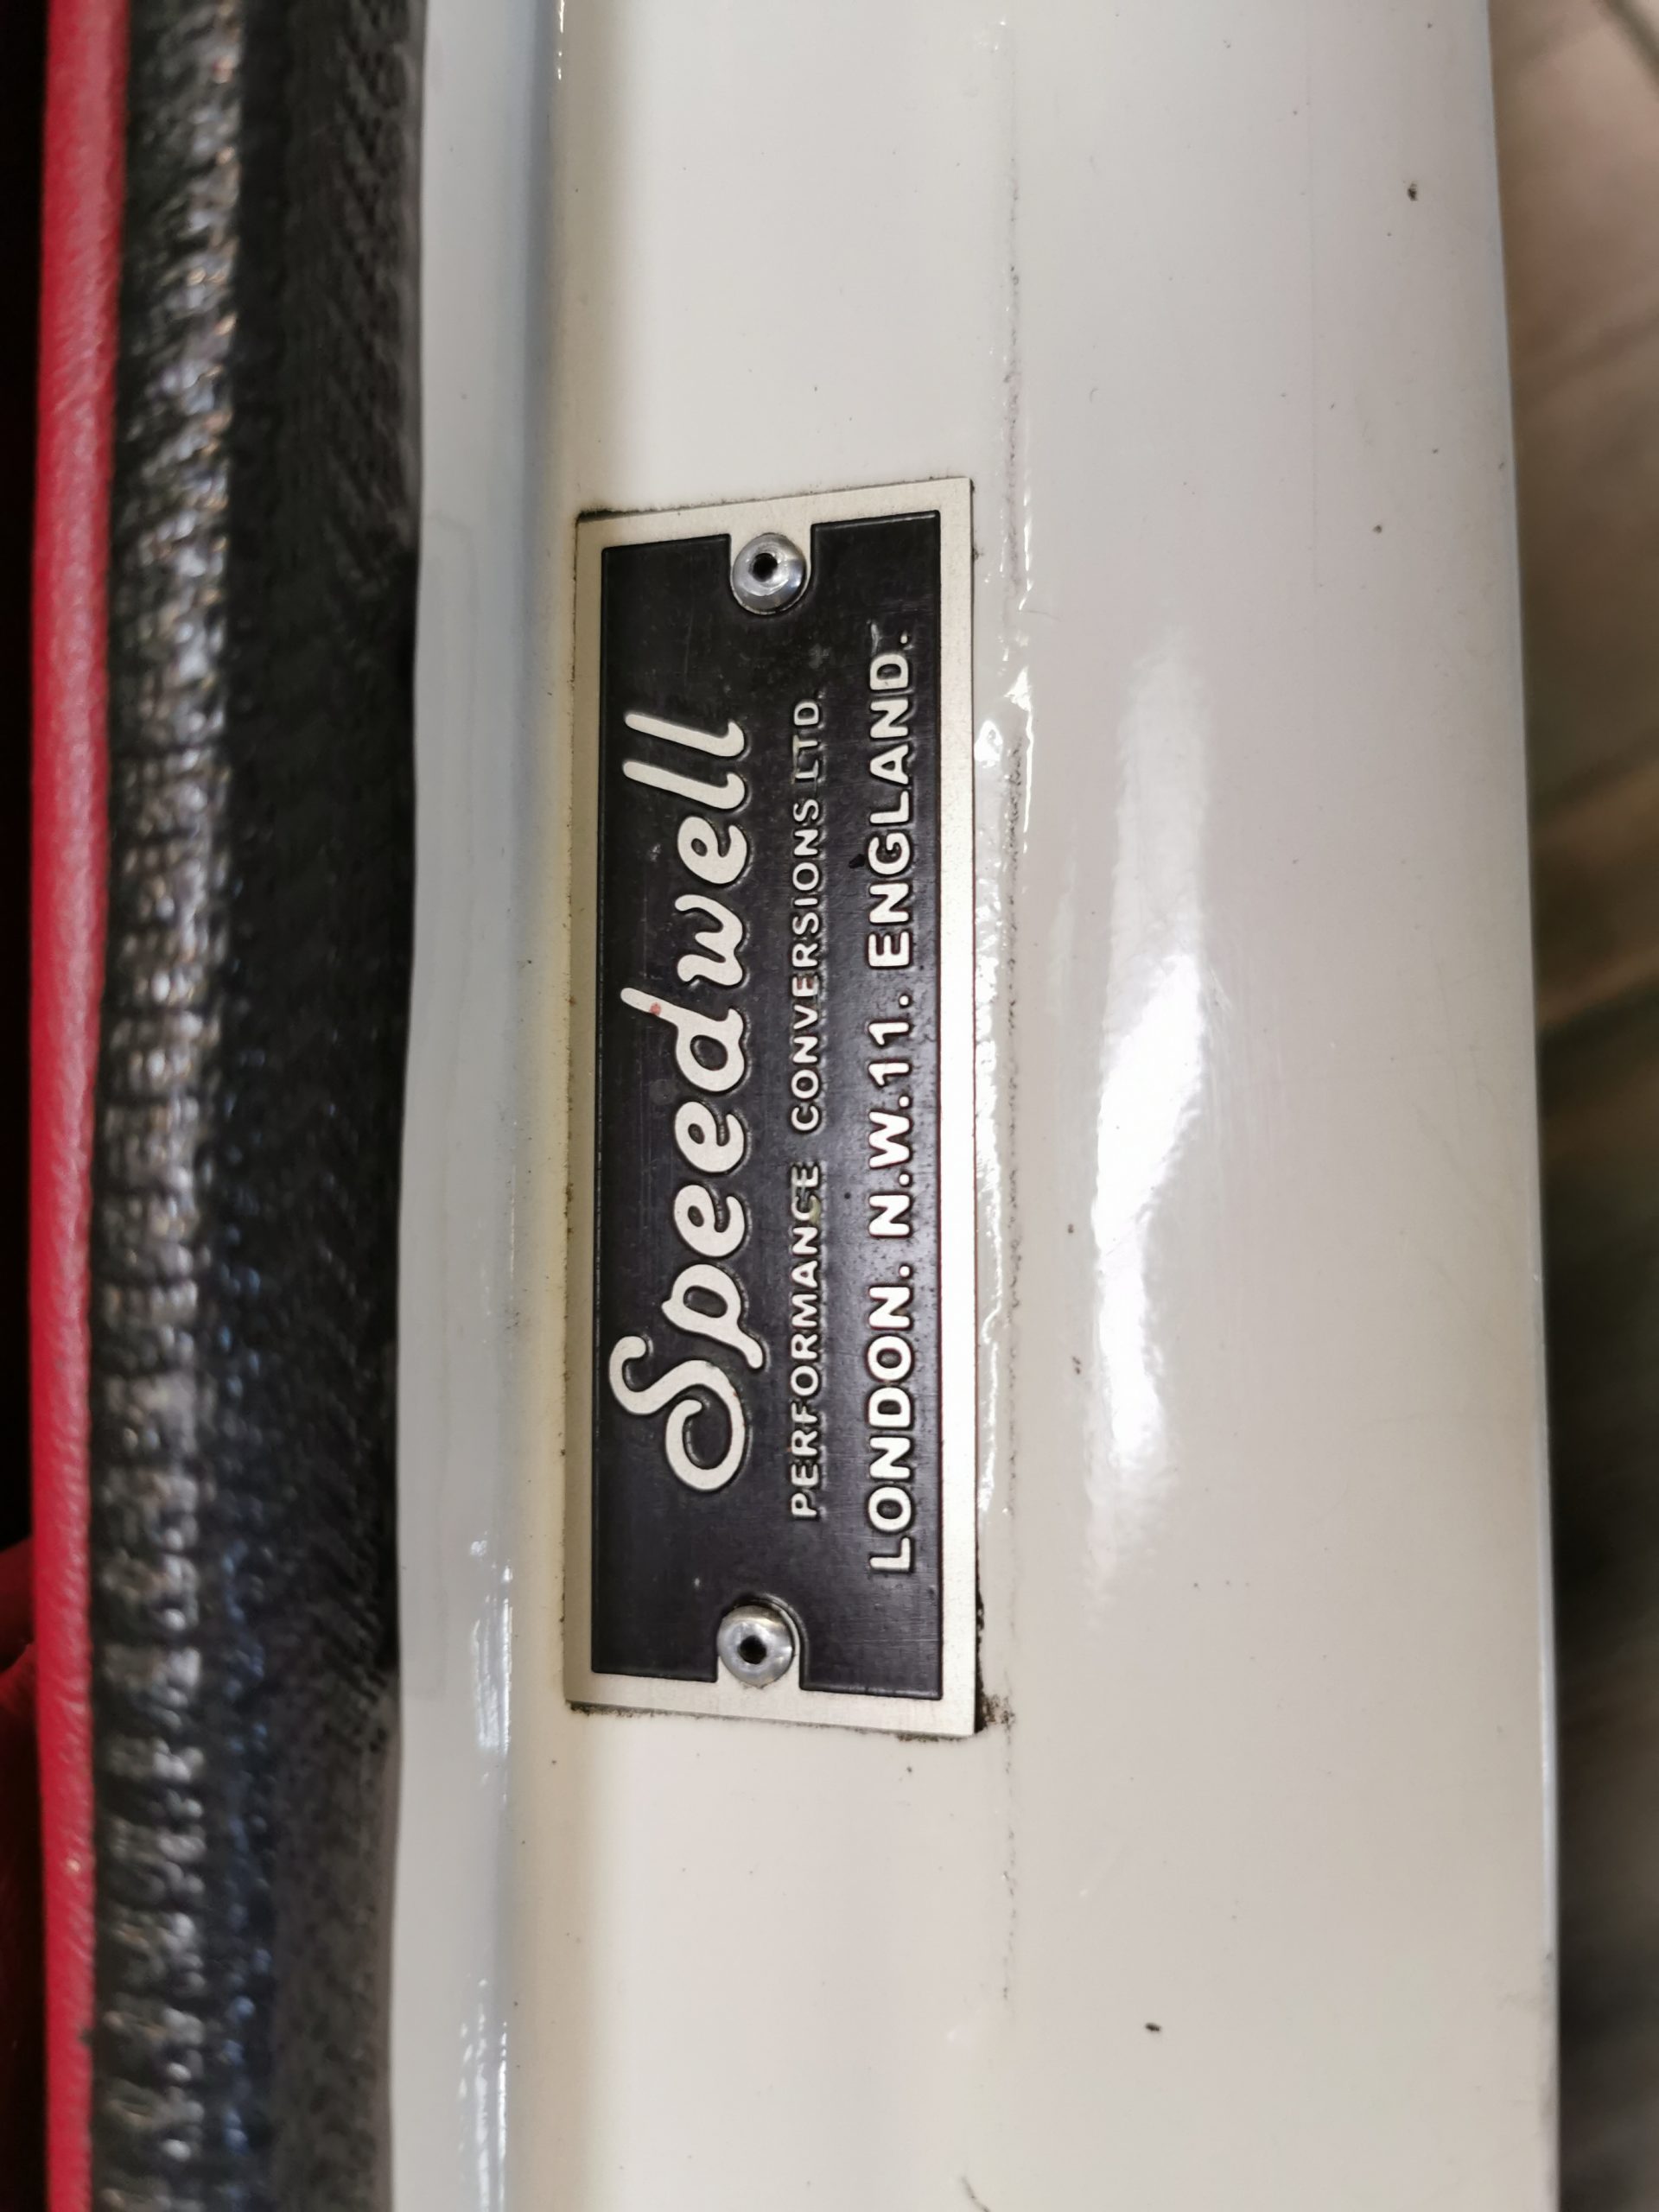 Speedwell
PERFORMANCE CONVERSIONS LTD.
LONDON. N.W.11. ENGLAND.